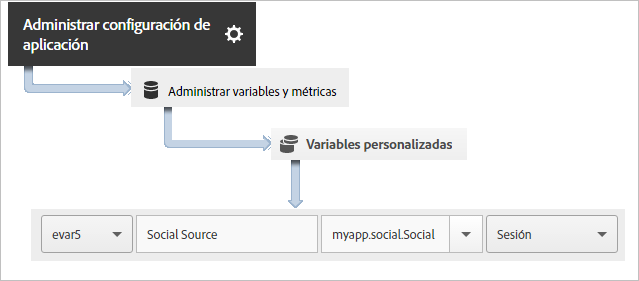 Administrar configuración de
aplicación
Administrar variables y métricas
Variables personalizadas
evar5 Social Source myapp.social.Social Sesión